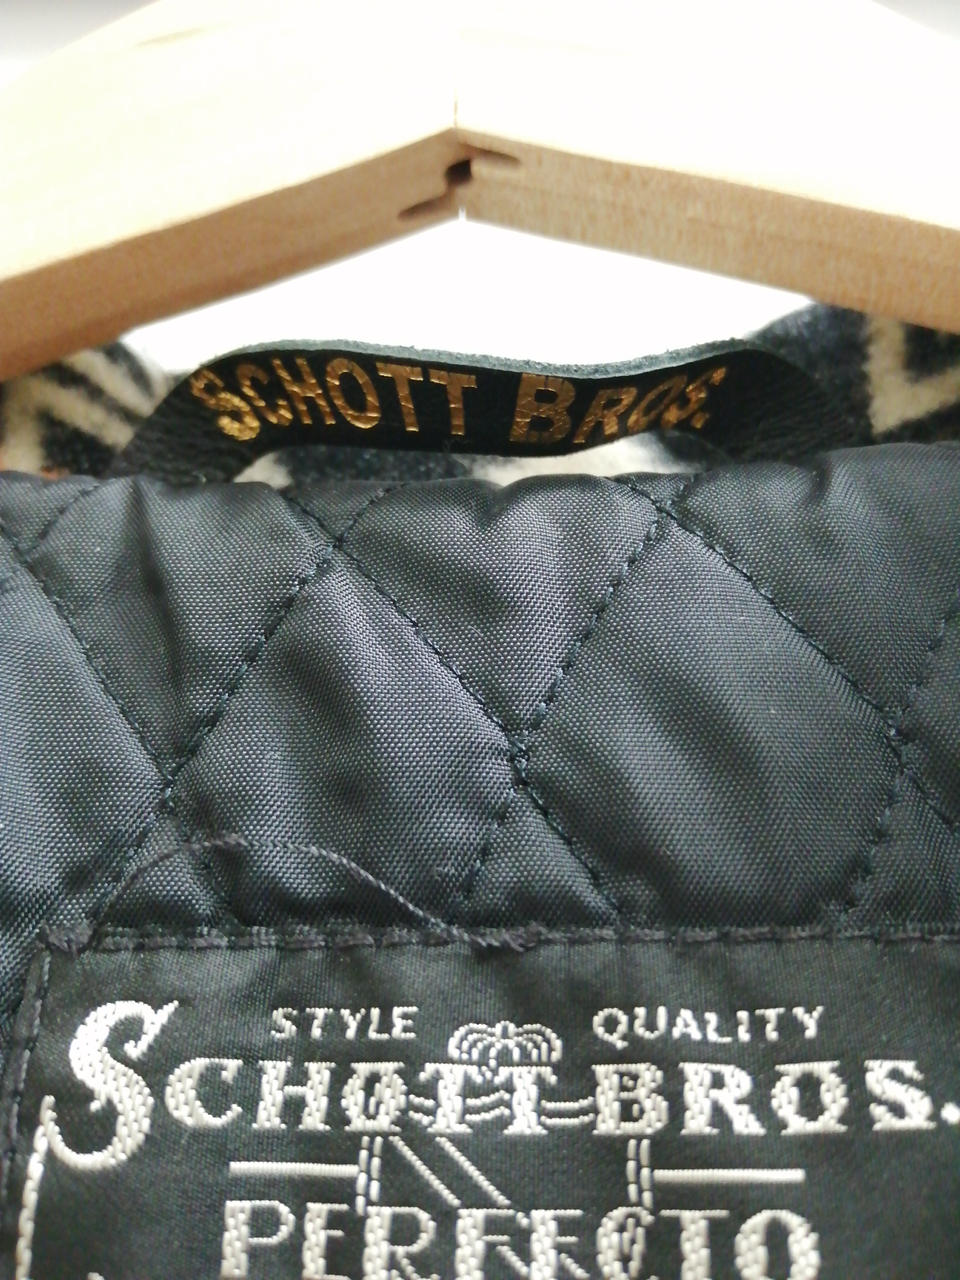 SCHOTT BROS.
STYLE QUALITY
SCHOTT BROS.
PERFECTO